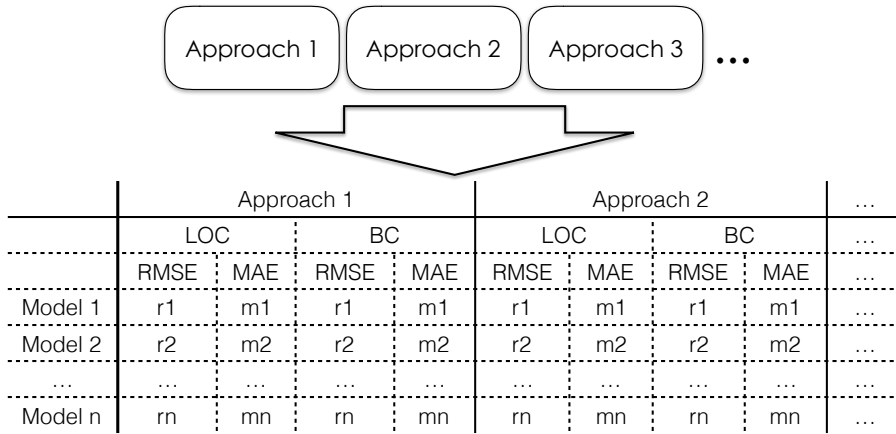 Approach 1 Approach 2 Approach 3 ...
Approach 1 Approach 2 ...
LOC BC LOC BC ...
RMSE MAE RMSE MAE RMSE MAE RMSE MAE ...
Model 1 r1 m1 r1 m1 r1 m1 r1 m1 ...
Model 2 r2 m2 r2 m2 r2 m2 r2 m2 ...
... ... ... ... ... ... ... ... ... ...
Model n rn mn rn mn rn mn rn mn ...